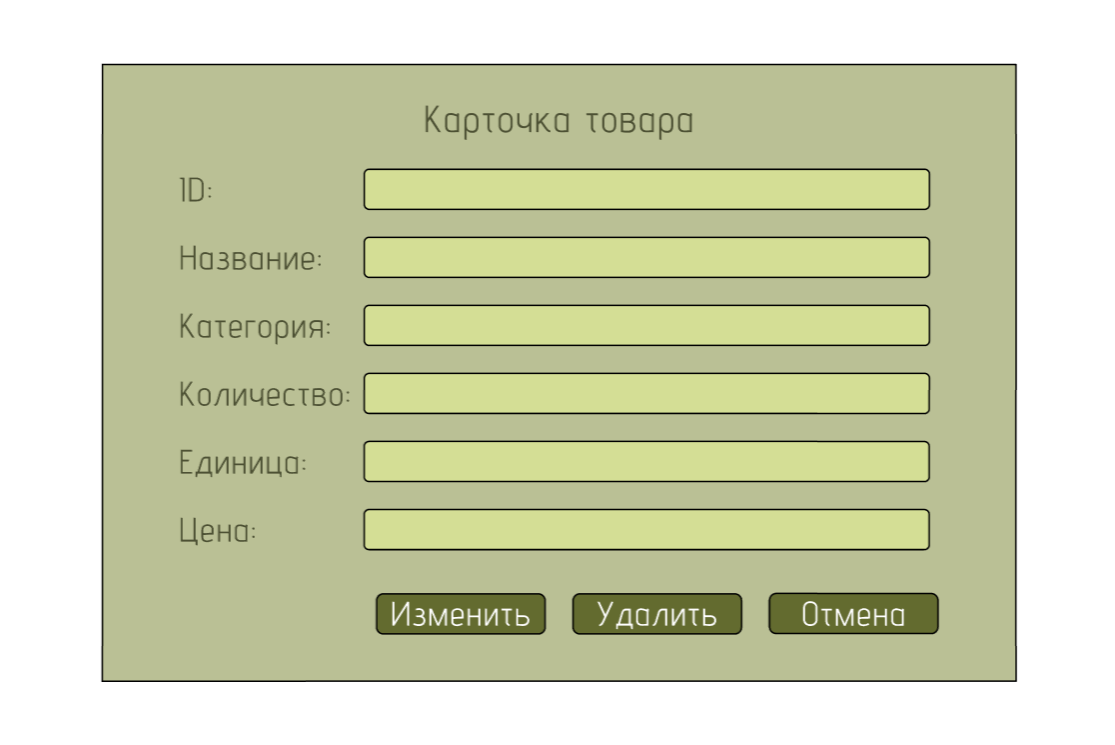 Карточка товара
ID:
Название:
Категория:
Количество:
Единица:
Цена:
Изменить Удалить Отмена